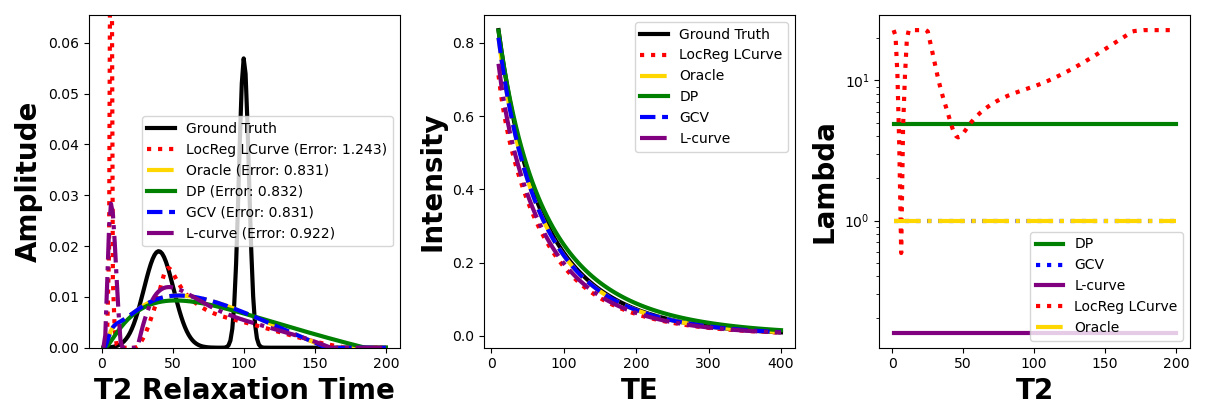 Amplitude
0.06
0.05
0.04
0.03
0.02
0.01
0.00
Ground Truth
LocReg LCurve (Error: 1.243)
Oracle (Error: 0.831)
DP (Error: 0.832)
GCV (Error: 0.831)
L-curve (Error: 0.922)
0 50 100 150 200
T2 Relaxation Time
Intensity
0.8
0.6
0.4
0.2
0.0
Ground Truth
LocReg LCurve
Oracle
DP
GCV
L-curve
0 100 200 300 400
TE
Lambda
10¹
10⁰
DP
GCV
L-curve
LocReg LCurve
Oracle
0 50 100 150 200
T2